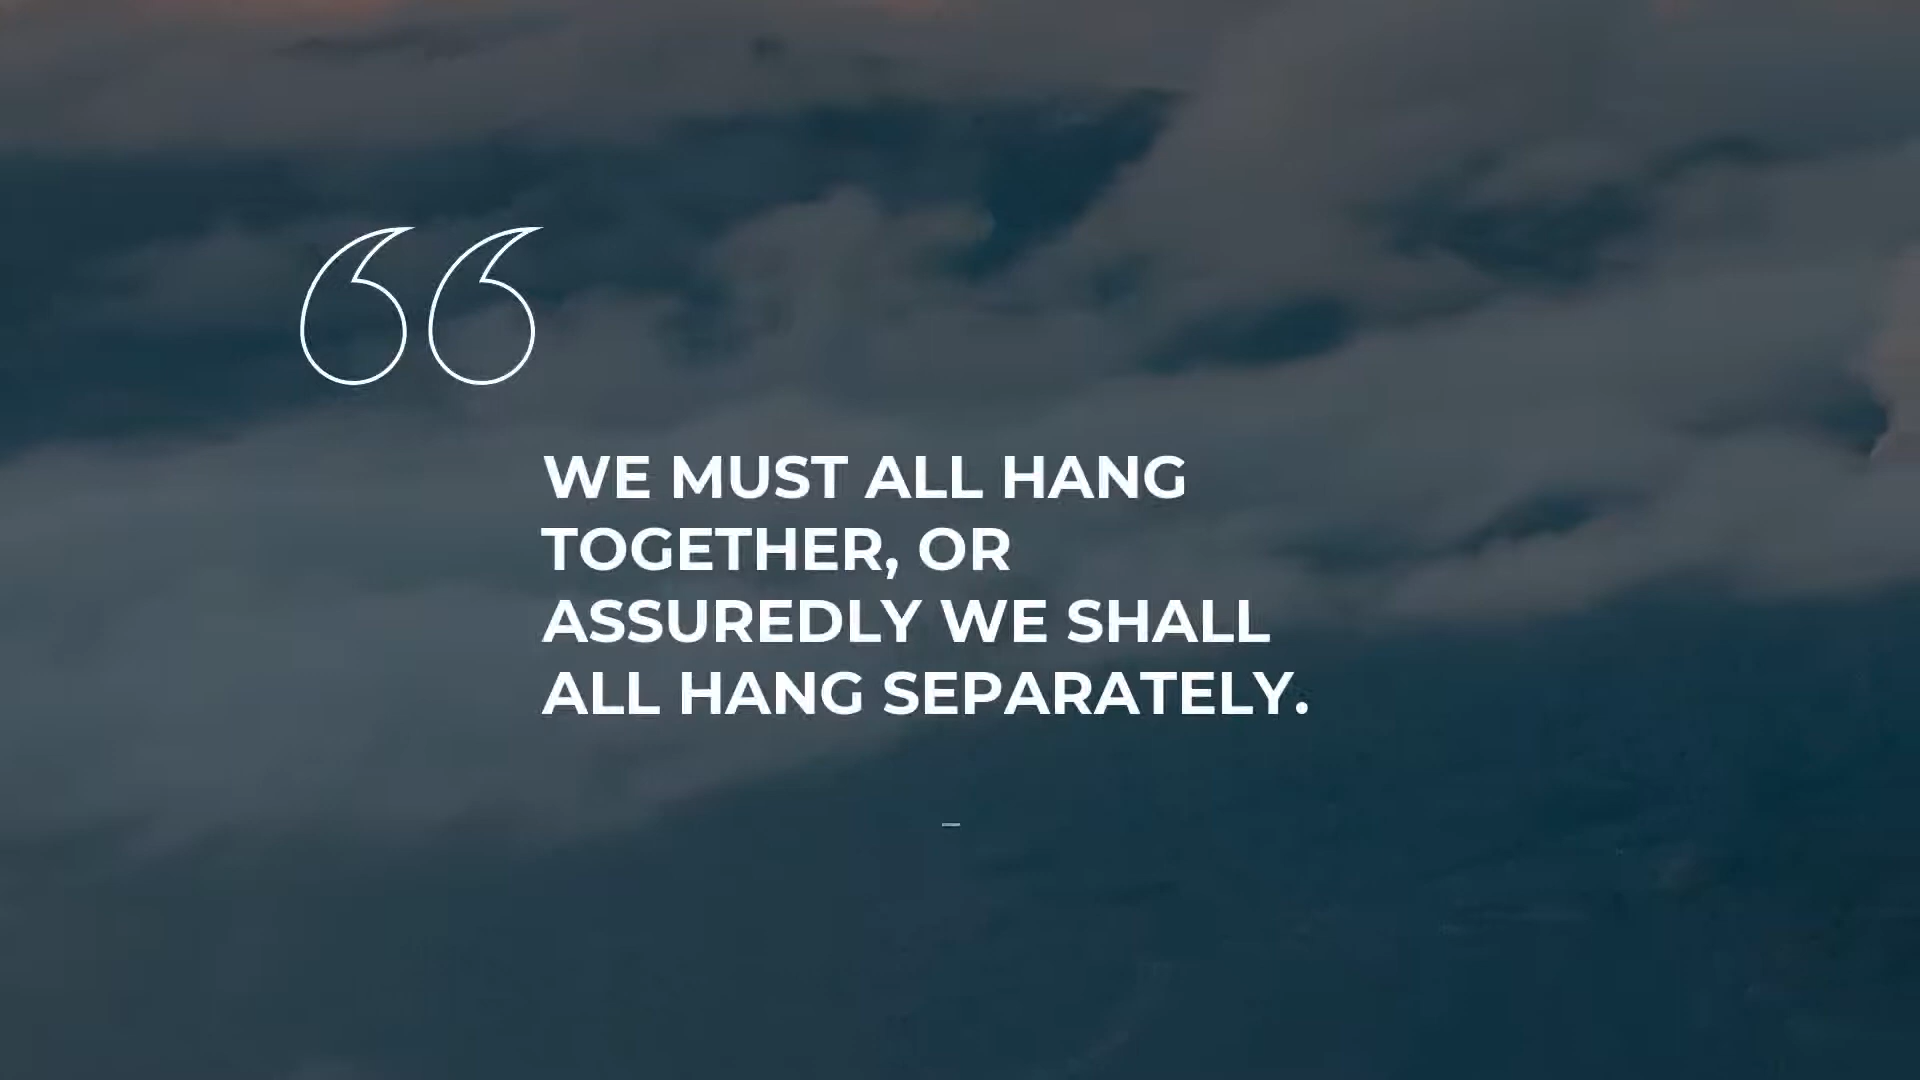 WE MUST ALL HANG
TOGETHER, OR
ASSUREDLY WE SHALL
ALL HANG SEPARATELY.